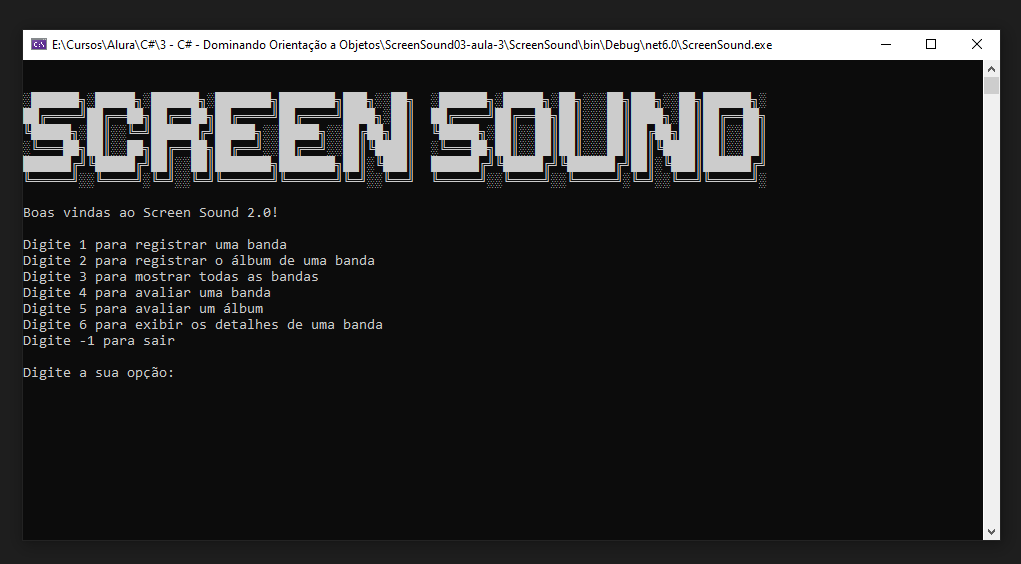 E:\Cursos\Alura\C#\3 - C# - Dominando Orientação a Objetos\ScreenSound03-aula-3\ScreenSound\bin\Debug\net6.0\ScreenSound.exe
SCREEN SOUND
Boas vindas ao Screen Sound 2.0!
Digite 1 para registrar uma banda
Digite 2 para registrar o álbum de uma banda
Digite 3 para mostrar todas as bandas
Digite 4 para avaliar uma banda
Digite 5 para avaliar um álbum
Digite 6 para exibir os detalhes de uma banda
Digite -1 para sair
Digite a sua opção: